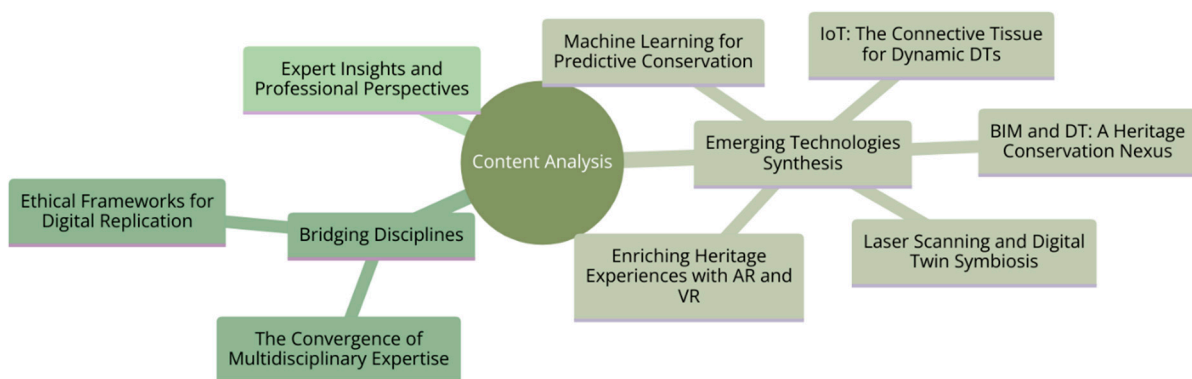 Machine Learning for
Predictive Conservation
IoT: The Connective Tissue
for Dynamic DTs
Expert Insights and
Professional Perspectives
Content Analysis
Emerging Technologies
Synthesis
BIM and DT: A Heritage
Conservation Nexus
Ethical Frameworks for
Digital Replication
Bridging Disciplines
Enriching Heritage
Experiences with AR and
VR
Laser Scanning and Digital
Twin Symbiosis
The Convergence of
Multidisciplinary Expertise